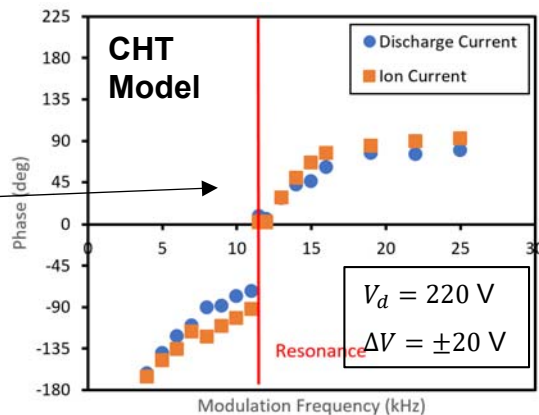 225
180
135
90
45
0
-45
-90
-135
-180
Phase (deg)
CHT
Model
Discharge Current
Ion Current
0 5 10 15 20 25 30
Resonance
V_d = 220 V
ΔV = ±20 V
Modulation Frequency (kHz)